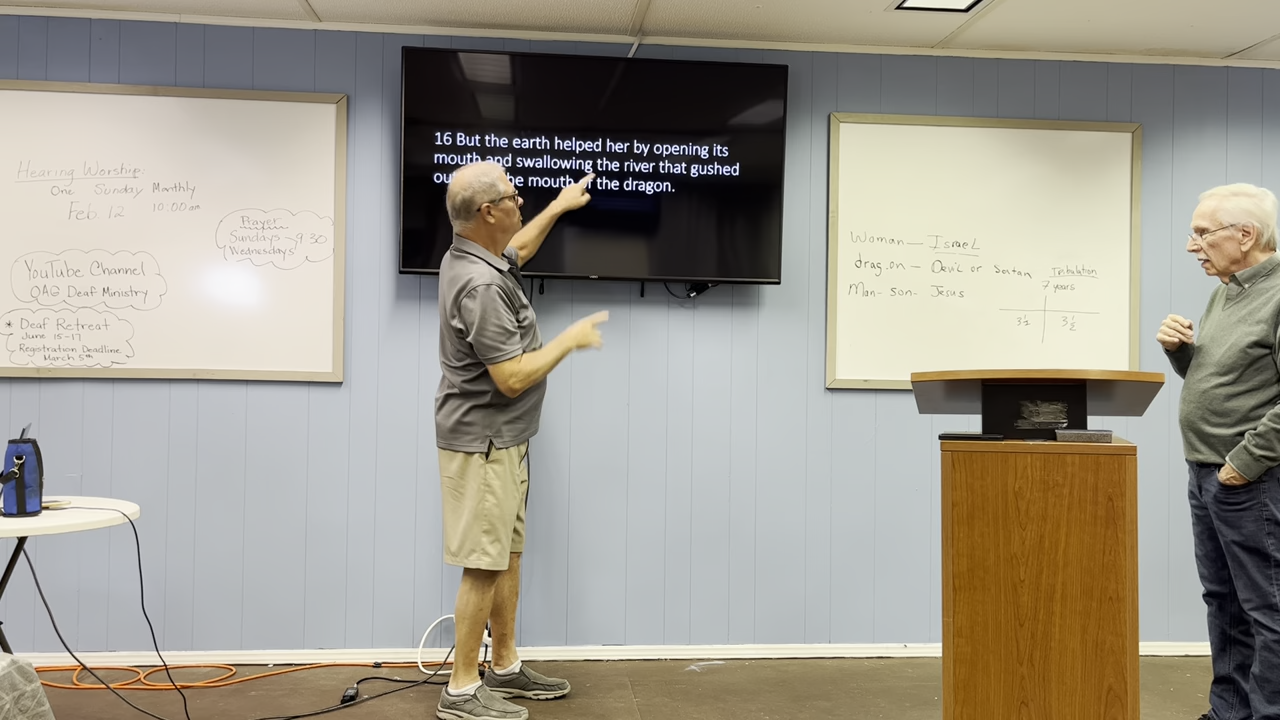 Hearing Worship:
One Sunday Monthly
Feb 12 10:00am
Prayer
Sundays 9:30
Wednesdays
YouTube Channel
OAG Deaf Ministry
* Deaf Retreat
June 15-17
Registration Deadline
March 5th
16 But the earth helped her by opening its
mouth and swallowing the river that gushed
the mouth of the dragon.
Woman — Israel
dragon — Devil or Satan
Man- son- Jesus
Tribulation
7 years
3½ 3½